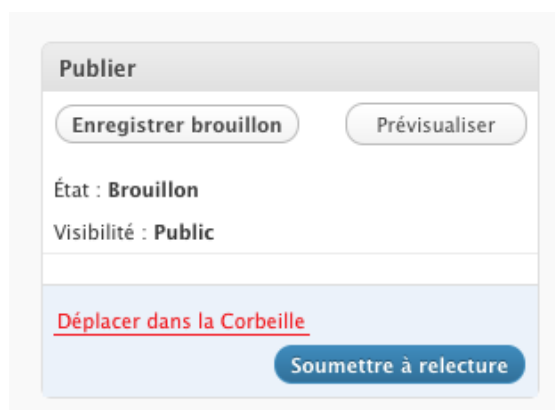 Publier
Enregistrer brouillon Prévisualiser
État : Brouillon
Visibilité : Public
Déplacer dans la Corbeille
Soumettre à relecture